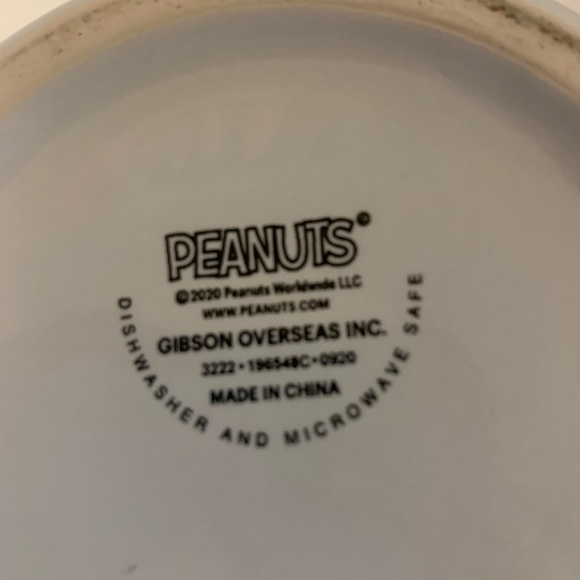 PEANUTS©
©2020 Peanuts Worldwide LLC
WWW.PEANUTS.COM
GIBSON OVERSEAS INC.
3222•196548C•0920
MADE IN CHINA
DISHWASHER AND MICROWAVE SAFE